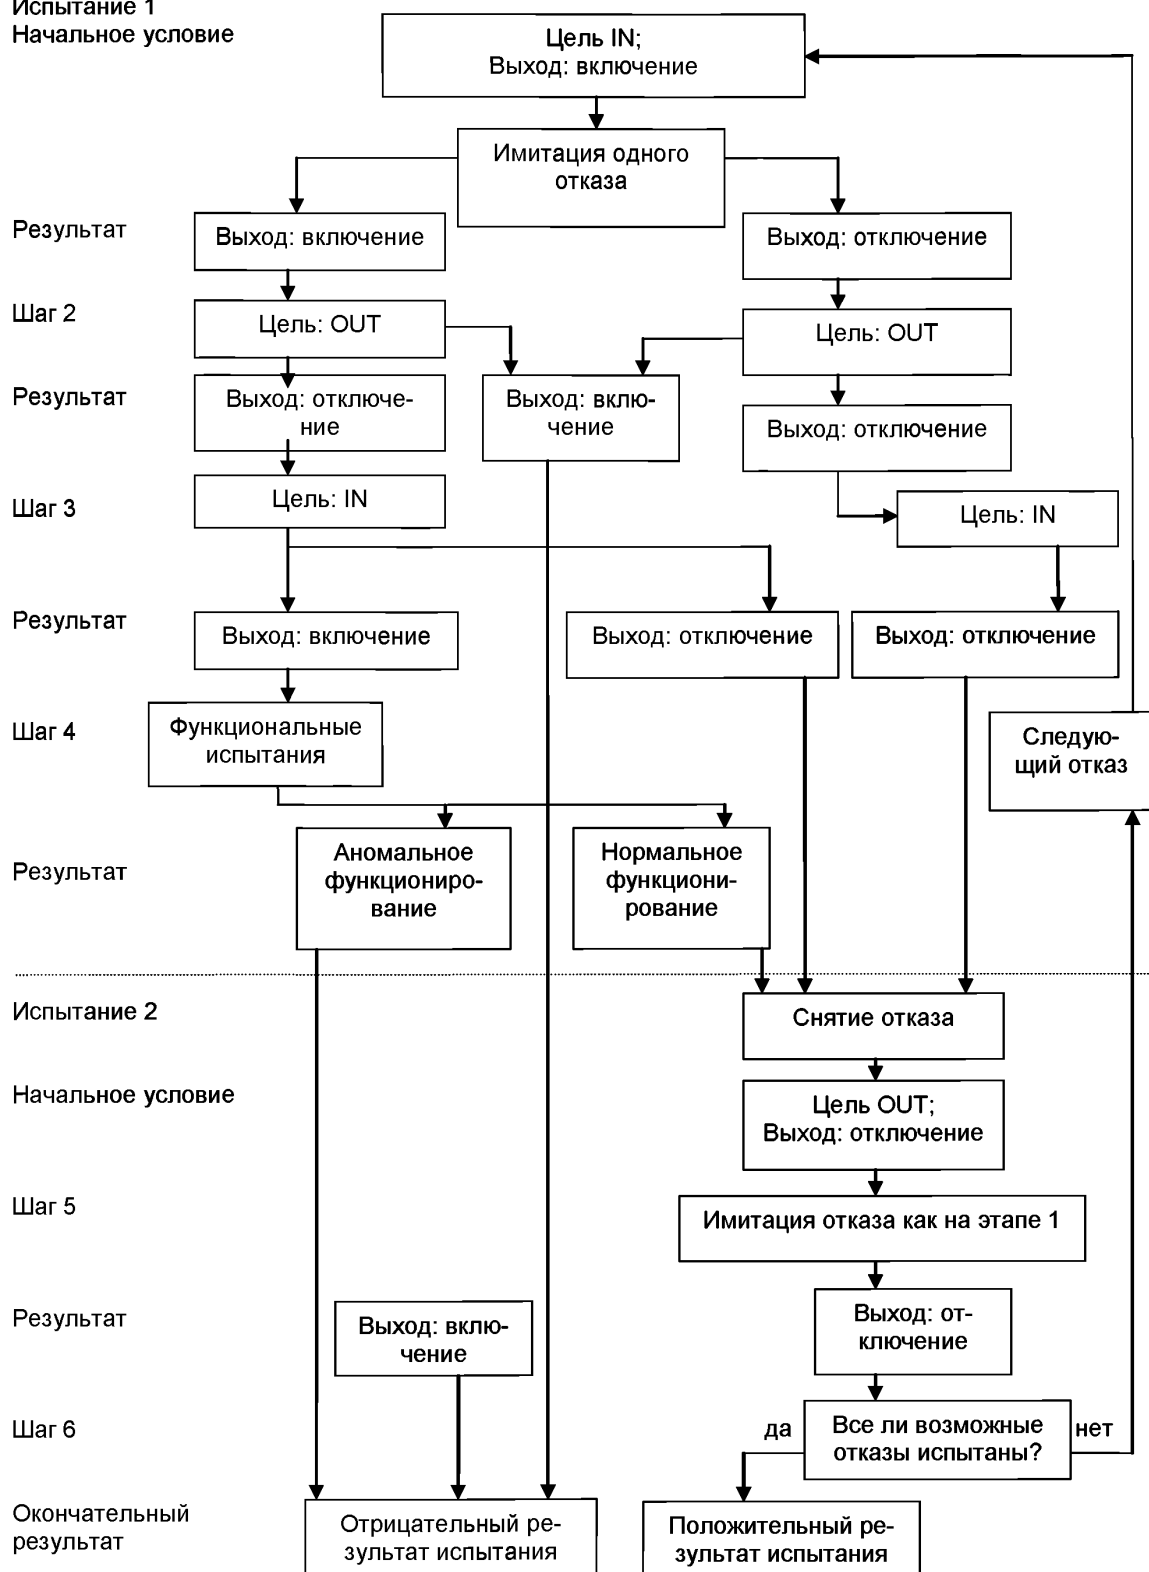 Испытание 1
Начальное условие
Цель IN;
Выход: включение
Имитация одного
отказа
Результат
Выход: включение
Выход: отключение
Шаг 2
Цель: OUT
Цель: OUT
Результат
Выход: отключе-
ние
Выход: вклю-
чение
Выход: отключение
Шаг 3
Цель: IN
Цель: IN
Результат
Выход: включение
Выход: отключение
Выход: отключение
Шаг 4
Функциональные
испытания
Следую-
щий отказ
Результат
Аномальное
функциониро-
вание
Нормальное
функциони-
рование
Испытание 2
Снятие отказа
Начальное условие
Цель OUT;
Выход: отключение
Шаг 5
Имитация отказа как на этапе 1
Результат
Выход: вклю-
чение
Выход: от-
ключение
Шаг 6
да
Все ли возможные
отказы испытаны?
нет
Окончательный
результат
Отрицательный ре-
зультат испытания
Положительный ре-
зультат испытания